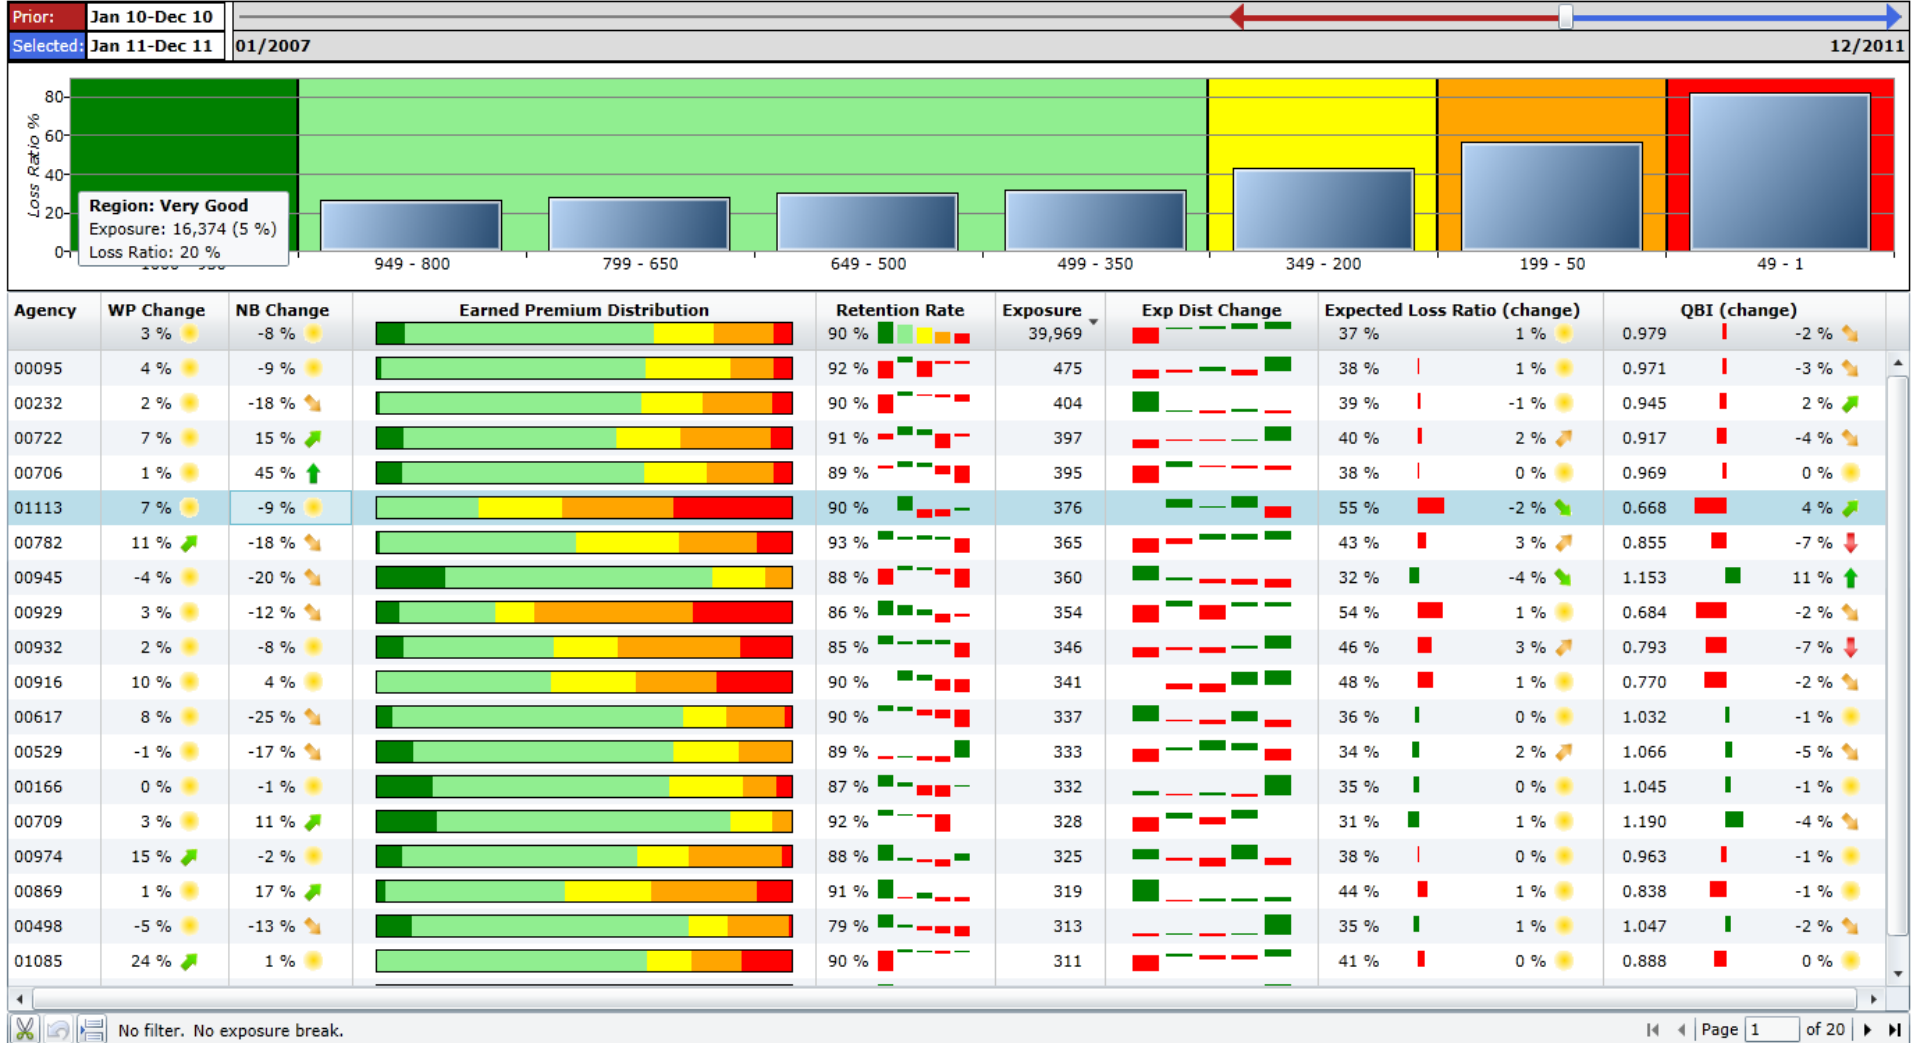 Prior: Jan 10-Dec 10
Selected: Jan 11-Dec 11 01/2007 12/2011
Loss Ratio %
80
60
40
20
0
Region: Very Good
Exposure: 16,374 (5 %)
Loss Ratio: 20 %
949 - 800 799 - 650 649 - 500 499 - 350 349 - 200 199 - 50 49 - 1
Agency WP Change NB Change Earned Premium Distribution Retention Rate Exposure Exp Dist Change Expected Loss Ratio (change) QBI (change)
3 % -8 % 90 % 39,969 37 % 1 % 0.979 -2 %
00095 4 % -9 % 92 % 475 38 % 1 % 0.971 -3 %
00232 2 % -18 % 90 % 404 39 % -1 % 0.945 2 %
00722 7 % 15 % 91 % 397 40 % 2 % 0.917 -4 %
00706 1 % 45 % 89 % 395 38 % 0 % 0.969 0 %
01113 7 % -9 % 90 % 376 55 % -2 % 0.668 4 %
00782 11 % -18 % 93 % 365 43 % 3 % 0.855 -7 %
00945 -4 % -20 % 88 % 360 32 % -4 % 1.153 11 %
00929 3 % -12 % 86 % 354 54 % 1 % 0.684 -2 %
00932 2 % -8 % 85 % 346 46 % 3 % 0.793 -7 %
00916 10 % 4 % 90 % 341 48 % 1 % 0.770 -2 %
00617 8 % -25 % 90 % 337 36 % 0 % 1.032 -1 %
00529 -1 % -17 % 89 % 333 34 % 2 % 1.066 -5 %
00166 0 % -1 % 87 % 332 35 % 0 % 1.045 -1 %
00709 3 % 11 % 92 % 328 31 % 1 % 1.190 -4 %
00974 15 % -2 % 88 % 325 38 % 0 % 0.963 -1 %
00869 1 % 17 % 91 % 319 44 % 1 % 0.838 -1 %
00498 -5 % -13 % 79 % 313 35 % 1 % 1.047 -2 %
01085 24 % 1 % 90 % 311 41 % 0 % 0.888 0 %
No filter. No exposure break. Page 1 of 20